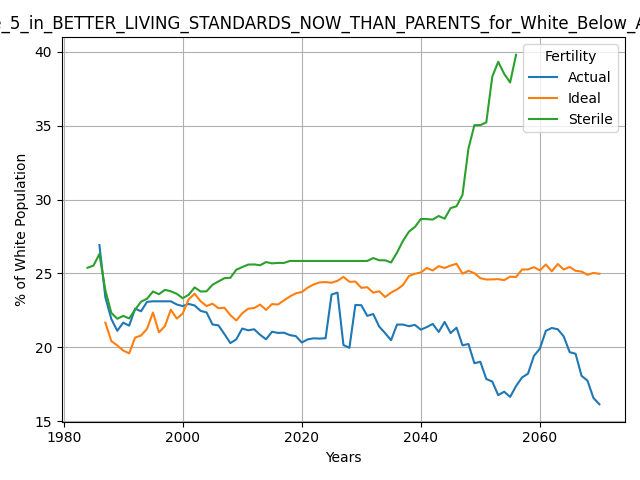 _5_in_BETTER_LIVING_STANDARDS_NOW_THAN_PARENTS_for_White_Below_
% of White Population
40
35
30
25
20
15
1980
2000
2020
2040
2060
Years
Fertility
Actual
Ideal
Sterile